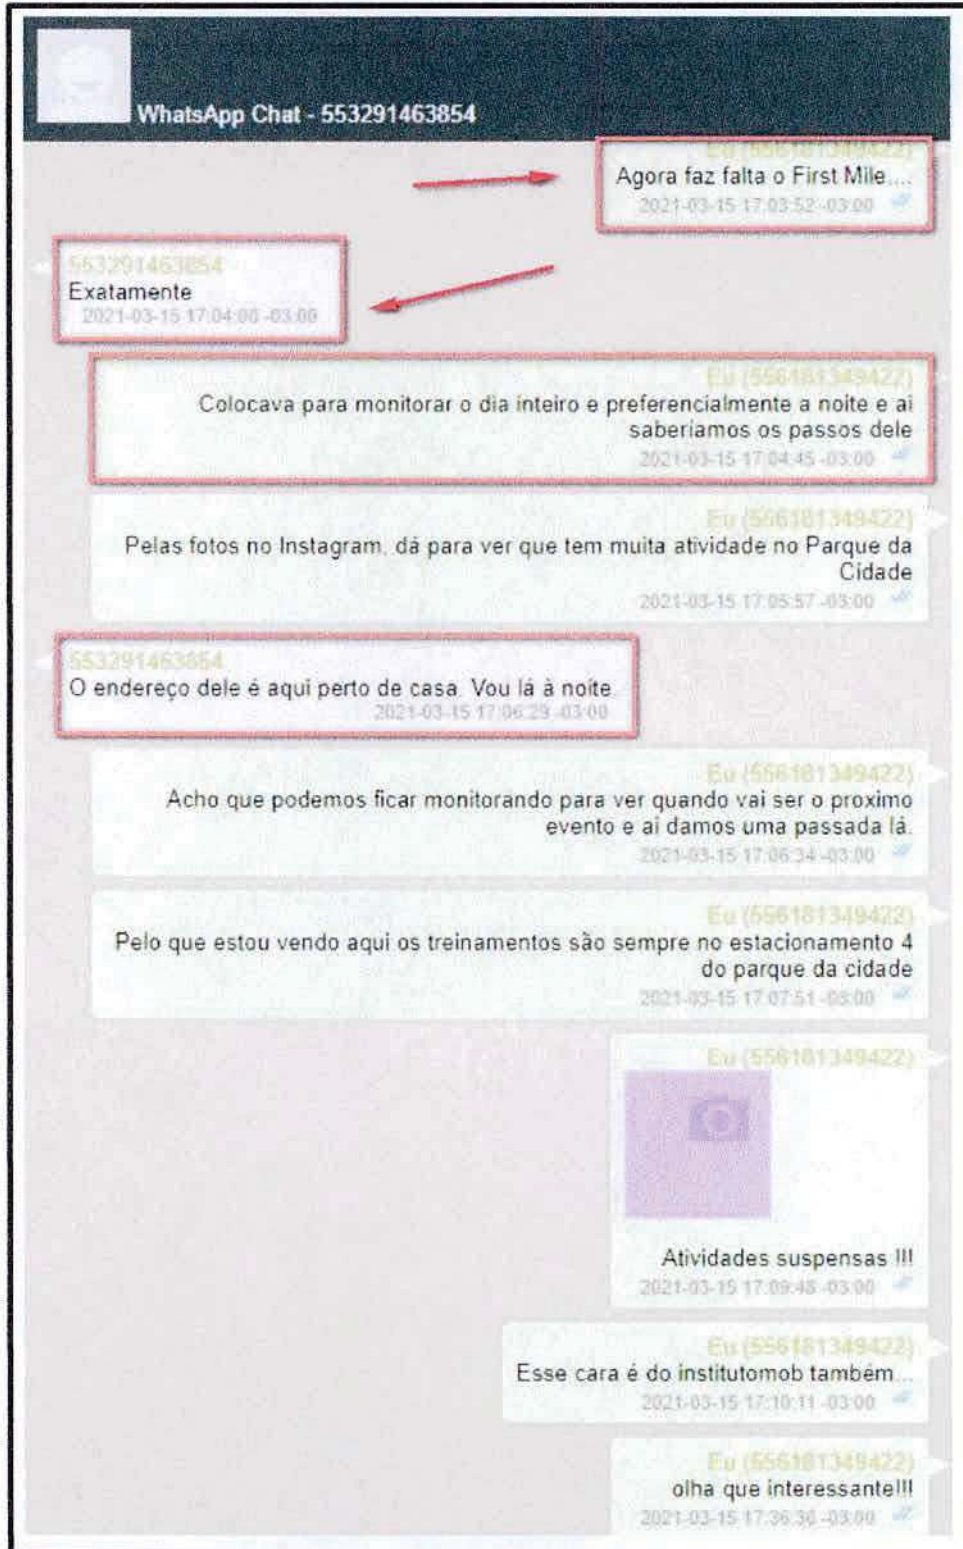 WhatsApp Chat - 553291463854
Eu (556181349422)
Agora faz falta o First Mile....
2021-03-15 17:03:52 -03:00
553291463854
Exatamente
2021-03-15 17:04:08 -03:00
Eu (556181349422)
Colocava para monitorar o dia inteiro e preferencialmente a noite e ai
saberíamos os passos dele
2021-03-15 17:04:45 -03:00
Eu (556181349422)
Pelas fotos no Instagram, dá para ver que tem muita atividade no Parque da
Cidade
2021-03-15 17:05:57 -03:00
553291463854
O endereço dele é aqui perto de casa. Vou lá à noite.
2021-03-15 17:06:29 -03:00
Eu (556181349422)
Acho que podemos ficar monitorando para ver quando vai ser o proximo
evento e ai damos uma passada lá.
2021-03-15 17:06:34 -03:00
Eu (556181349422)
Pelo que estou vendo aqui os treinamentos são sempre no estacionamento 4
do parque da cidade
2021-03-15 17:07:51 -03:00
Eu (556181349422)
Atividades suspensas !!!
2021-03-15 17:09:48 -03:00
Eu (556181349422)
Esse cara é do institutomob também...
2021-03-15 17:10:11 -03:00
Eu (556181349422)
olha que interessante!!!
2021-03-15 17:36:36 -03:00